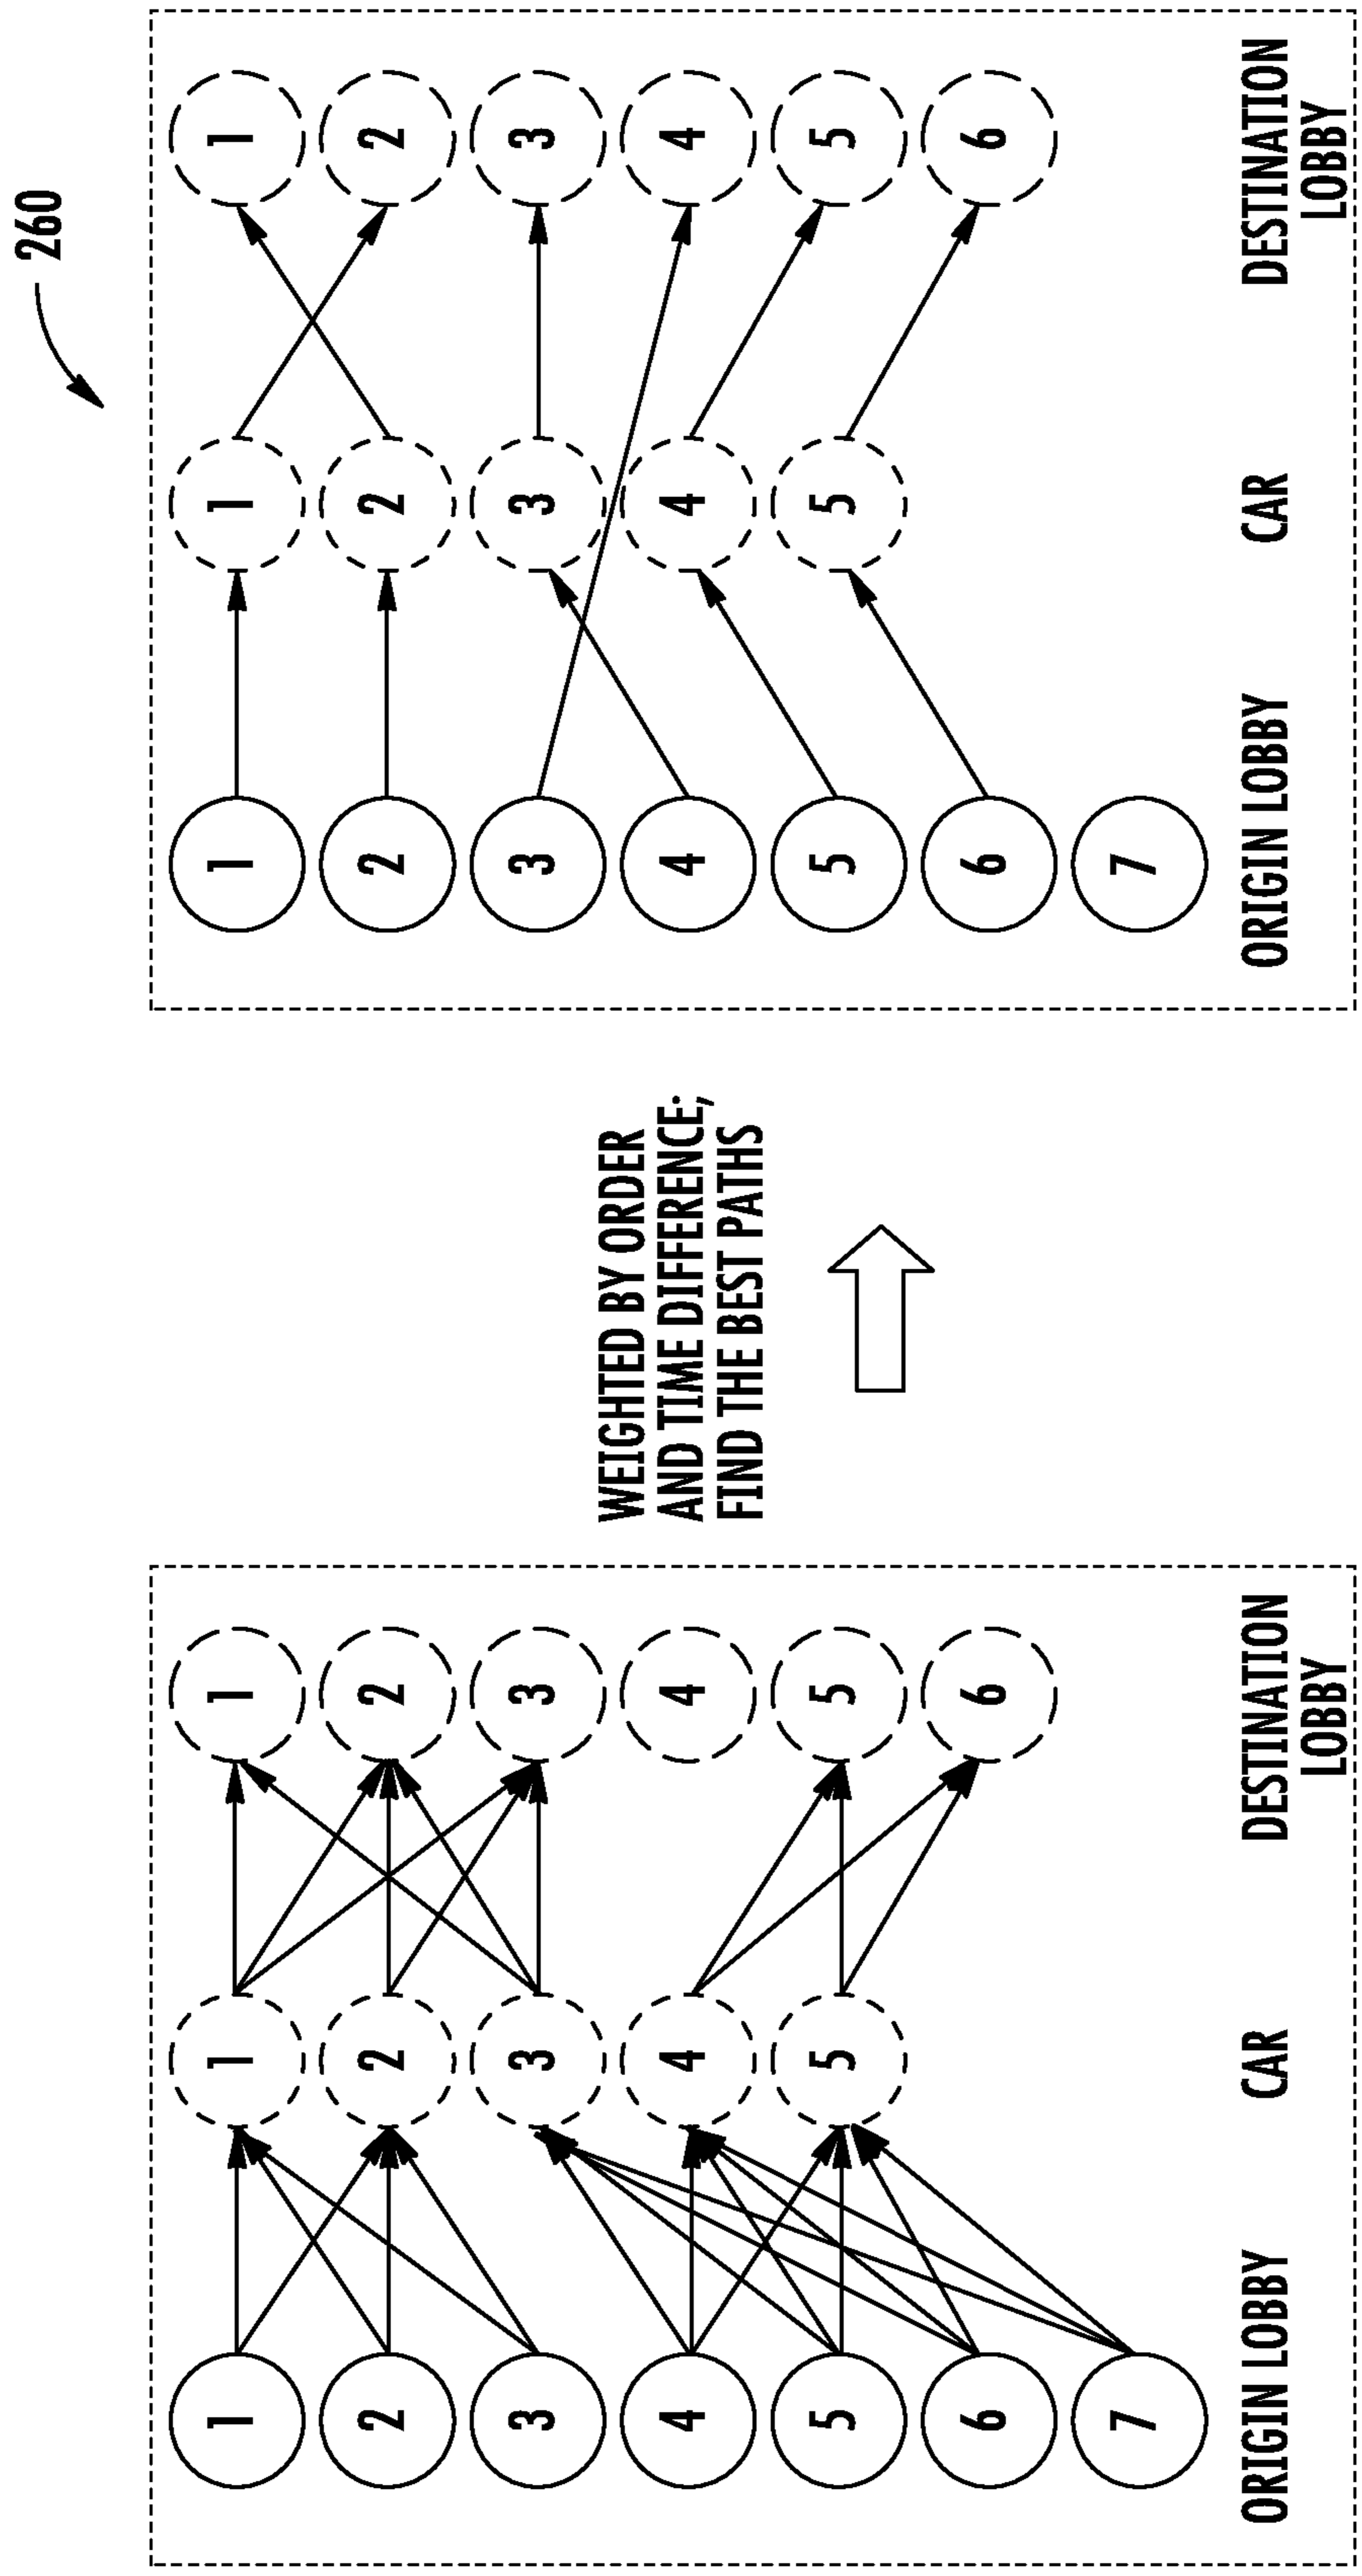 260
1 1 1
2 2 2
3 3 3
4 4 4
5 5 5
6 6
7
ORIGIN LOBBY CAR DESTINATION
LOBBY
WEIGHTED BY ORDER
AND TIME DIFFERENCE;
FIND THE BEST PATHS
1 1 1
2 2 2
3 3 3
4 4 4
5 5 5
6 6
7
ORIGIN LOBBY CAR DESTINATION
LOBBY